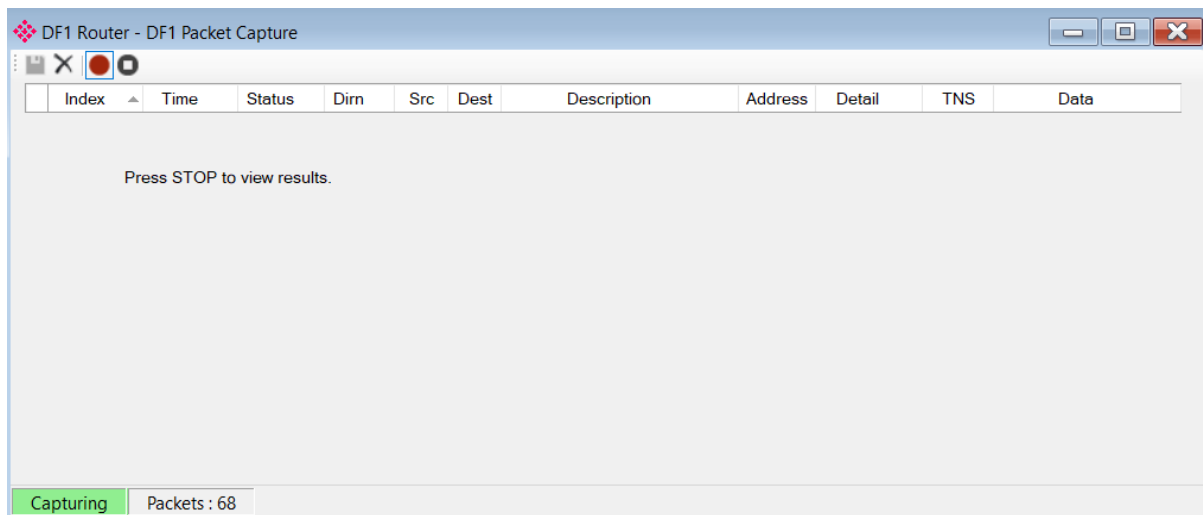 DF1 Router - DF1 Packet Capture
Index Time Status Dirn Src Dest Description Address Detail TNS Data
Press STOP to view results.
Capturing Packets : 68